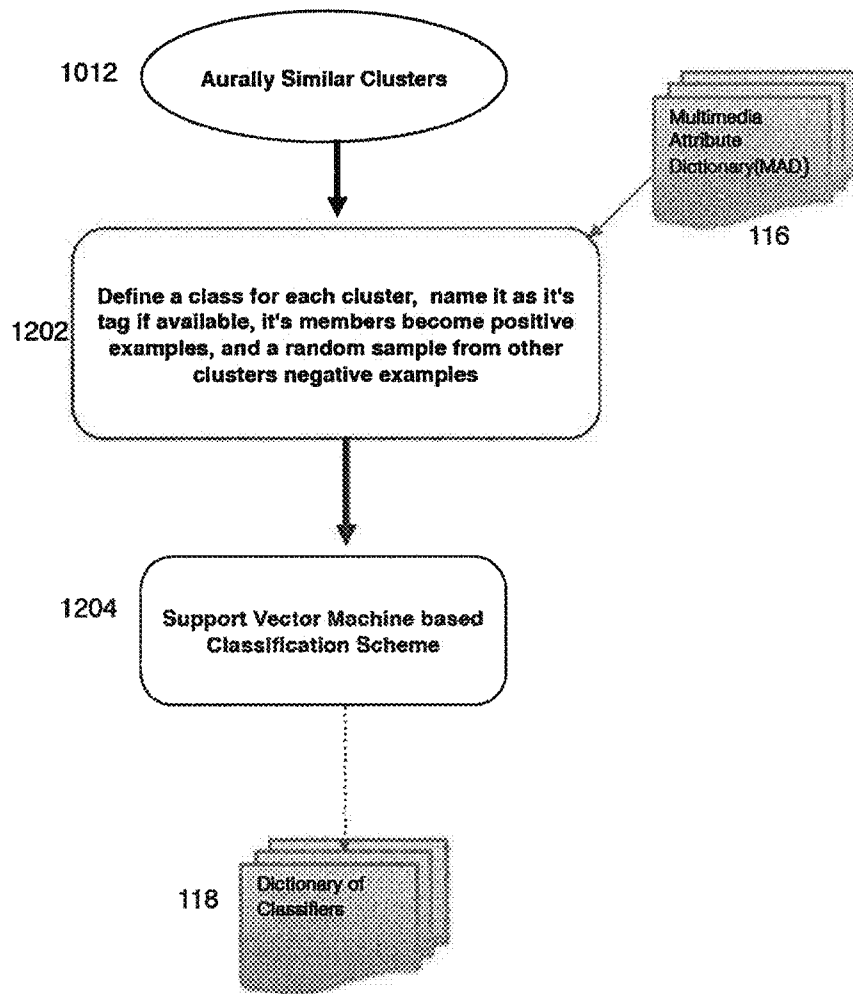 1012
Aurally Similar Clusters
Multimedia
Attribute
Dictionary(MAD)
116
1202
Define a class for each cluster, name it as it's
tag if available, it's members become positive
examples, and a random sample from other
clusters negative examples
1204
Support Vector Machine based
Classification Scheme
118
Dictionary of
Classifiers